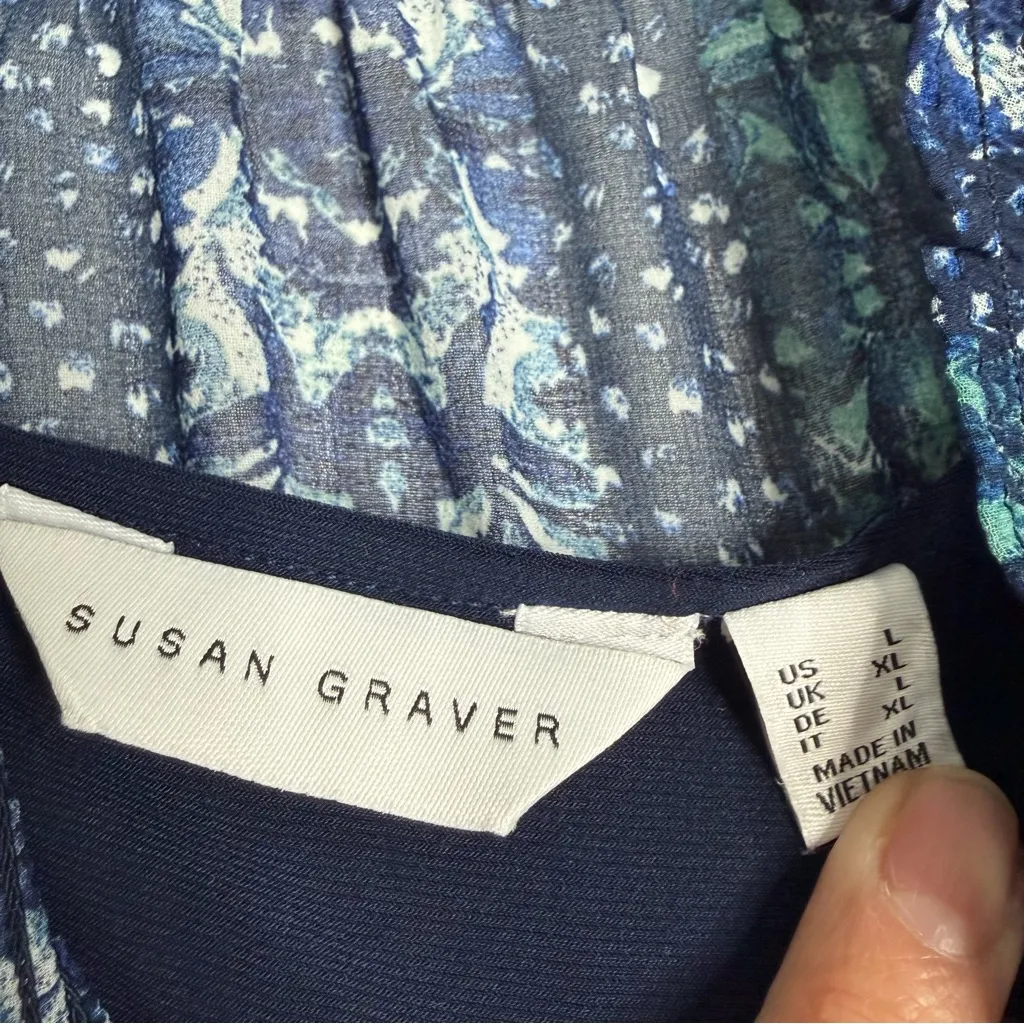 SUSAN GRAVER
US L
UK XL
DE L
IT XL
MADE IN
VIETNAM